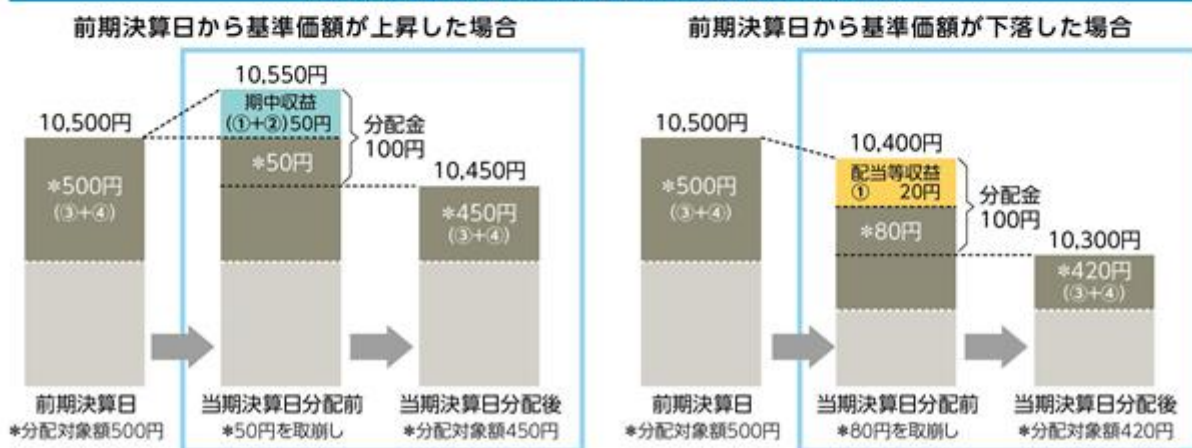 前期決算日から基準価額が上昇した場合
10,550円
期中収益
(①+②)50円
10,500円
分配金
100円
*50円
10,450円
*500円
(③+④)
*450円
(③+④)
前期決算日
*分配対象額500円
当期決算日分配前
*50円を取崩し
当期決算日分配後
*分配対象額450円
前期決算日から基準価額が下落した場合
10,500円
10,400円
配当等収益
① 20円
分配金
100円
*500円
(③+④)
*80円
10,300円
*420円
(③+④)
前期決算日
*分配対象額500円
当期決算日分配前
*80円を取崩し
当期決算日分配後
*分配対象額420円